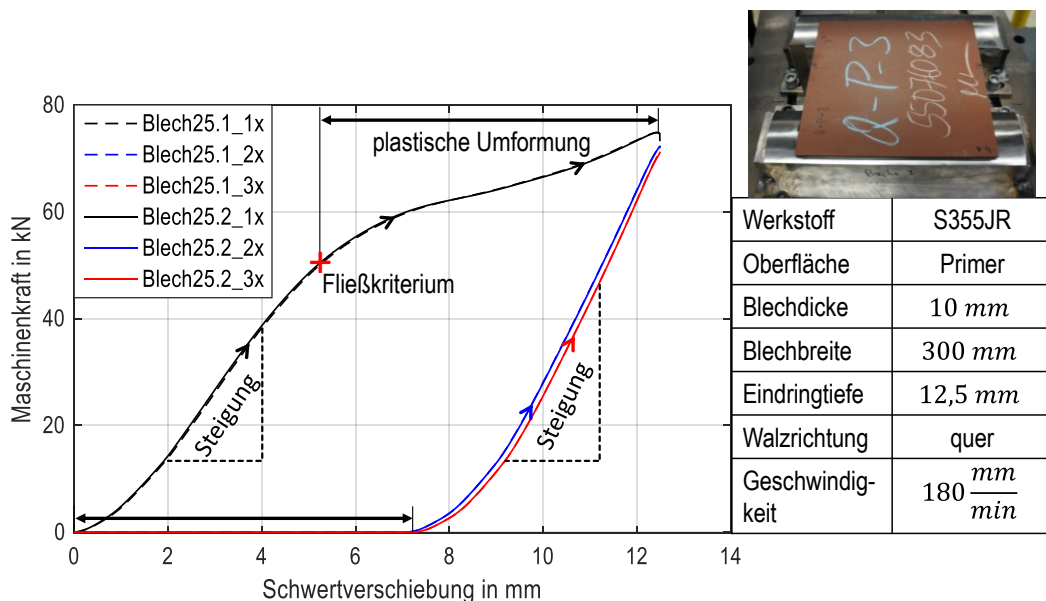 80
60
40
20
0
0
2
4
6
8
10
12
14
Maschinenkraft in kN
Schwertverschiebung in mm
Blech25.1_1x
Blech25.1_2x
Blech25.1_3x
Blech25.2_1x
Blech25.2_2x
Blech25.2_3x
plastische Umformung
Fließkriterium
Steigung
Steigung
Q-P-3
Werkstoff S355JR
Oberfläche Primer
Blechdicke 10 mm
Blechbreite 300 mm
Eindringtiefe 12,5 mm
Walzrichtung quer
Geschwindig-
keit 180 mm/min